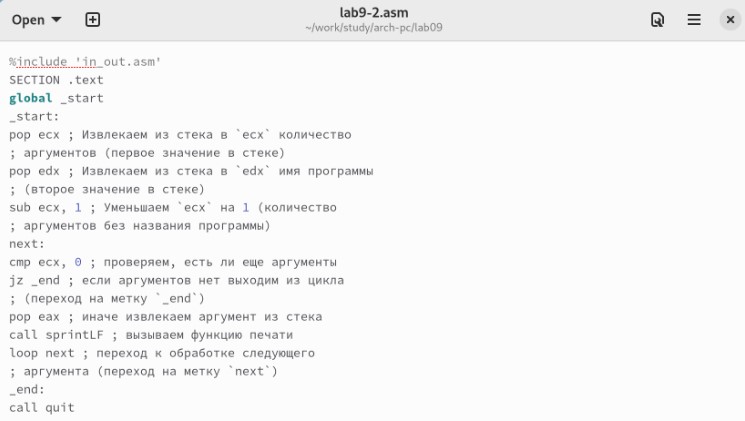 Open
lab9-2.asm
~/work/study/arch-pc/lab09
%include 'in_out.asm'
SECTION .text
global _start
_start:
pop ecx ; Извлекаем из стека в `ecx` количество
; аргументов (первое значение в стеке)
pop edx ; Извлекаем из стека в `edx` имя программы
; (второе значение в стеке)
sub ecx, 1 ; Уменьшаем `ecx` на 1 (количество
; аргументов без названия программы)
next:
cmp ecx, 0 ; проверяем, есть ли еще аргументы
jz _end ; если аргументов нет выходим из цикла
; (переход на метку `_end`)
pop eax ; иначе извлекаем аргумент из стека
call sprintLF ; вызываем функцию печати
loop next ; переход к обработке следующего
; аргумента (переход на метку `next`)
_end:
call quit